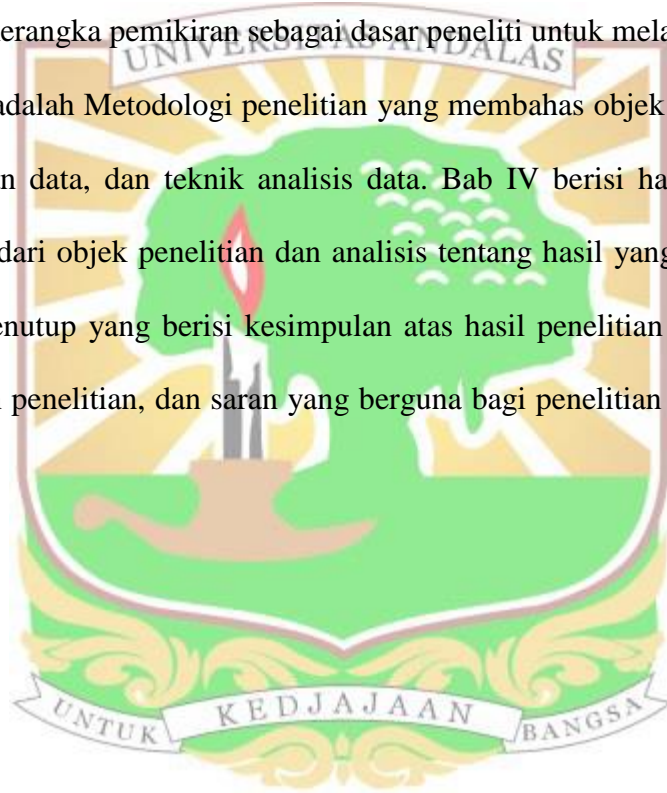 erangka pemikiran sebagai dasar peneliti untuk mela
UNIVERSITAS ANDALAS
adalah Metodologi penelitian yang membahas objek
n data, dan teknik analisis data. Bab IV berisi ha
dari objek penelitian dan analisis tentang hasil yang
enutup yang berisi kesimpulan atas hasil penelitian
penelitian, dan saran yang berguna bagi penelitian
UNTUK KEDJAJAAN BANGSA